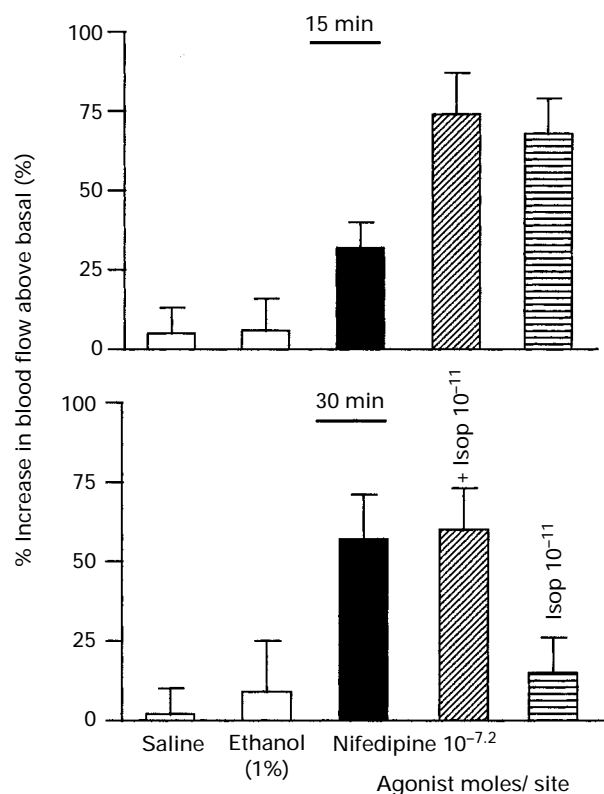 15 min
% Increase in blood flow above basal (%)
100
75
50
25
0
30 min
100
75
50
25
0
+ Isop 10⁻¹¹
Isop 10⁻¹¹
Saline
Ethanol
(1%)
Nifedipine 10⁻⁷·²
Agonist moles/ site